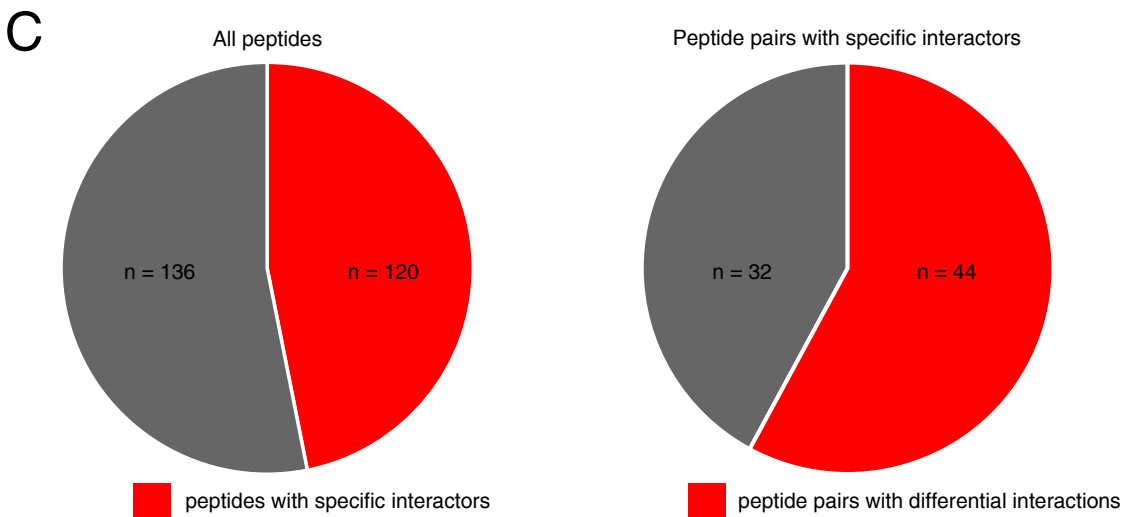 C
All peptides
Peptide pairs with specific interactors
n = 136
n = 120
n = 32
n = 44
peptides with specific interactors
peptide pairs with differential interactions